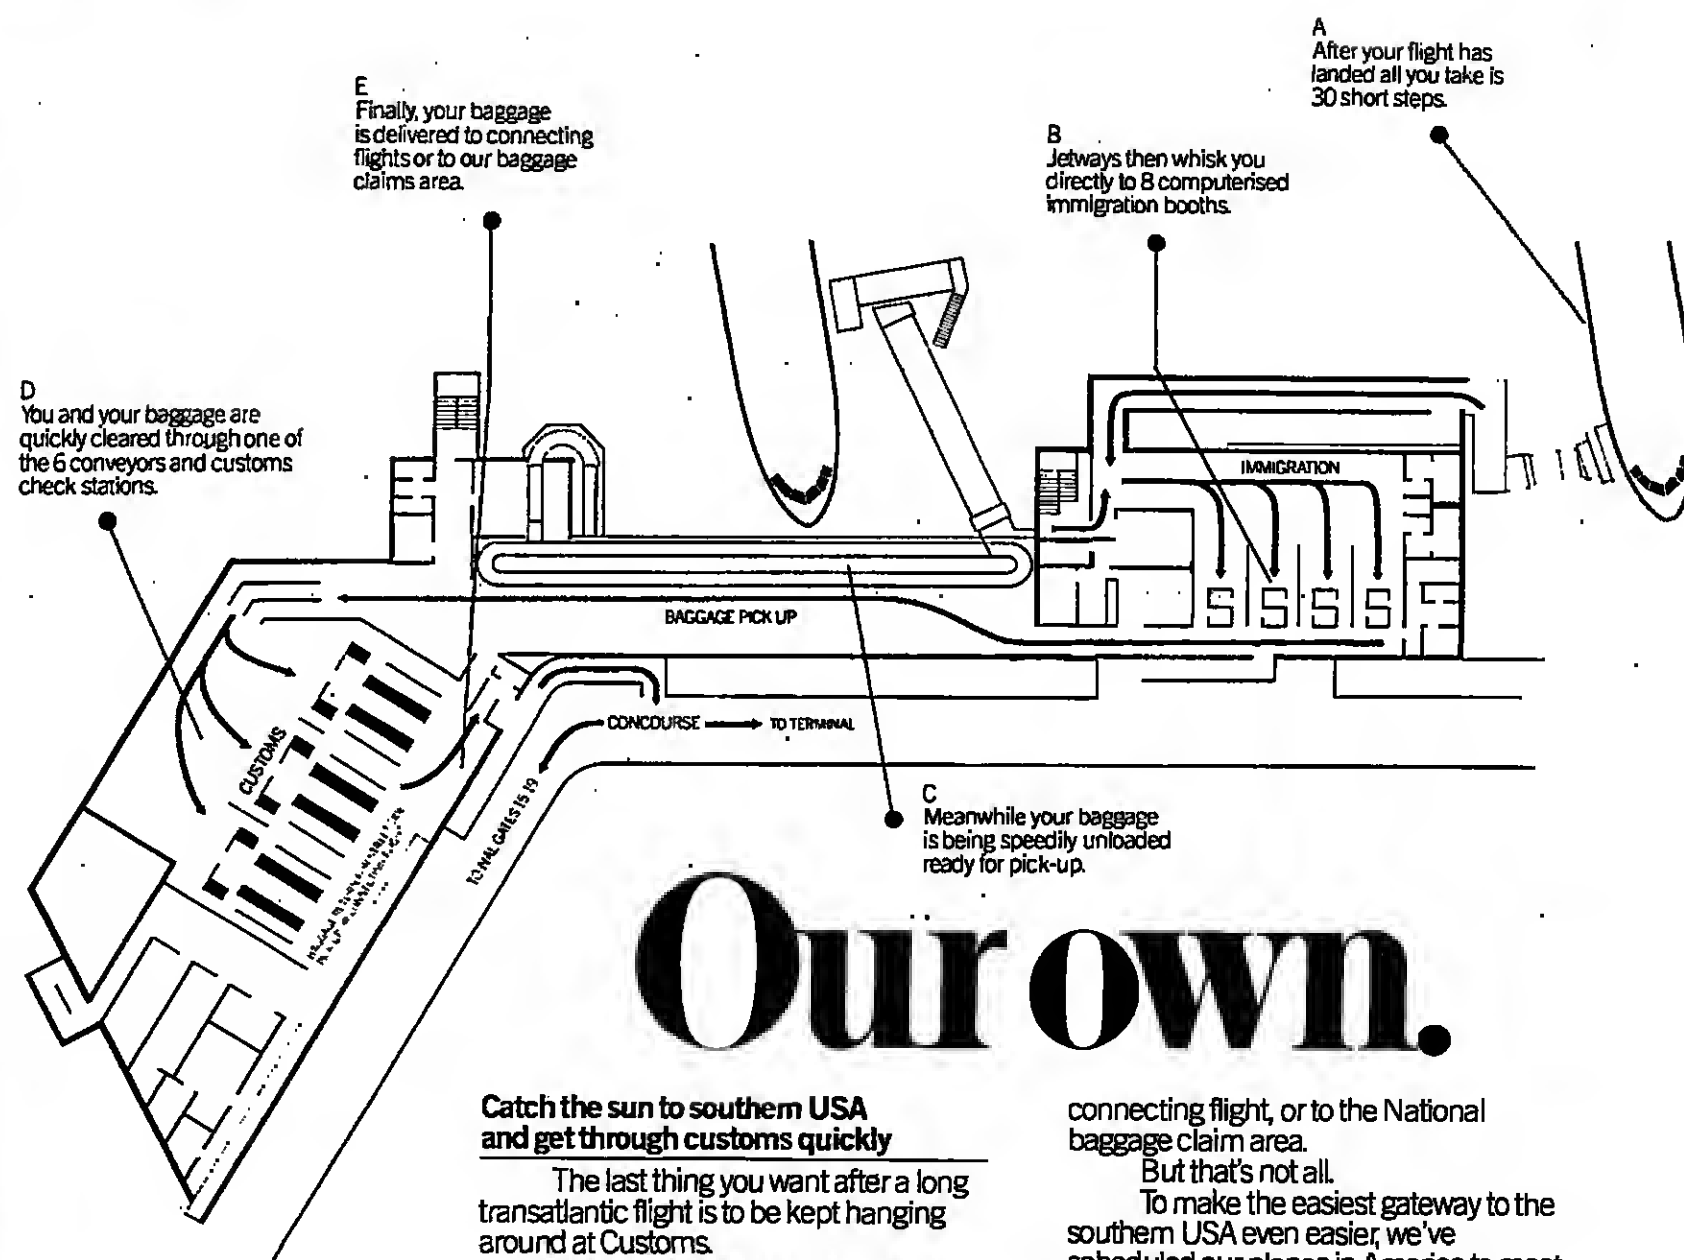 A
After your flight has
landed all you take is
30 short steps.
E
Finally, your baggage
is delivered to connecting
flights or to our baggage
claims area.
B
Jetways then whisk you
directly to 8 computerised
immigration booths.
D
You and your baggage are
quickly cleared through one of
the 6 conveyors and customs
check stations.
IMMIGRATION
BAGGAGE PICK UP
CONCOURSE
TO TERMINAL
CUSTOMS
TO NAL GATES 15 19
C
Meanwhile your baggage
is being speedily unloaded
ready for pick-up.
Our own.
Catch the sun to southern USA
and get through customs quickly
The last thing you want after a long
transatlantic flight is to be kept hanging
around at Customs.
connecting flight, or to the National
baggage claim area.
But that's not all.
To make the easiest gateway to the
southern USA even easier, we've